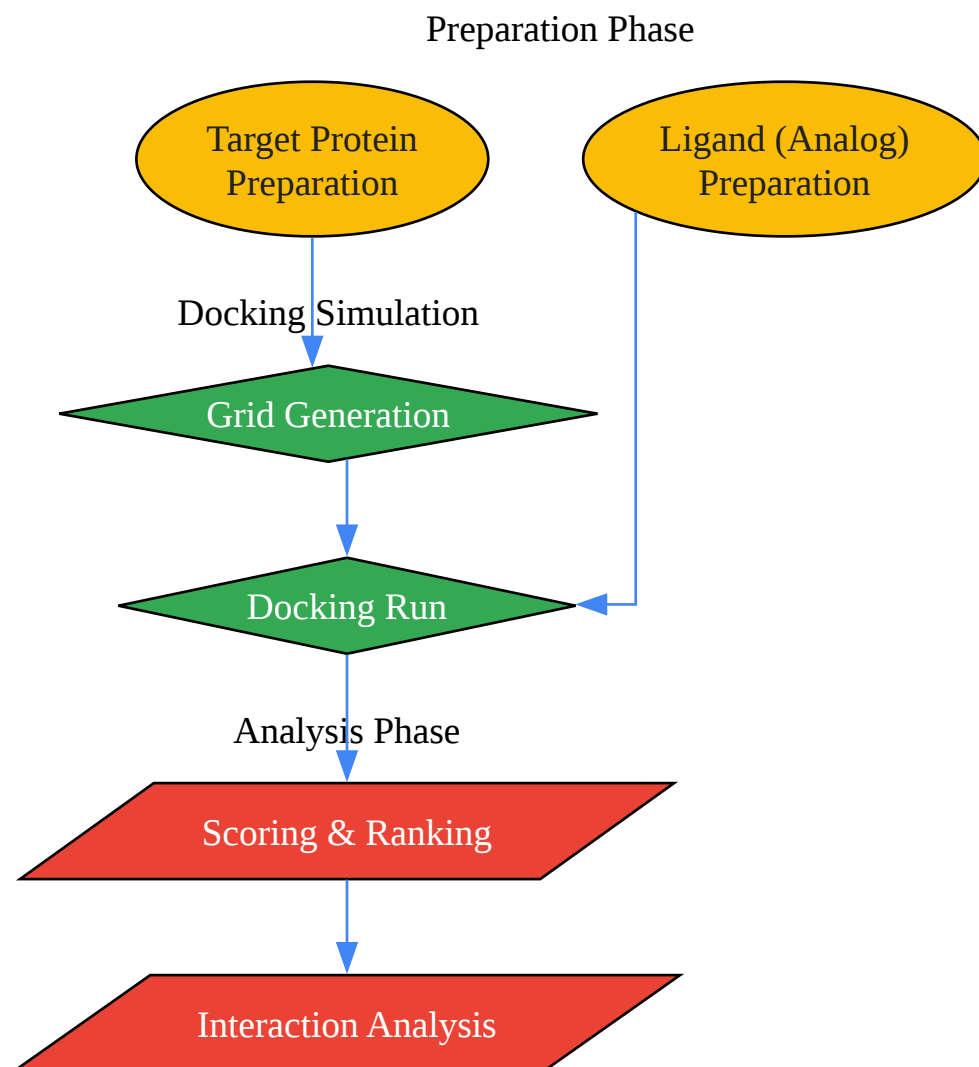 Preparation Phase
Target Protein
Preparation
Ligand (Analog)
Preparation
Docking Simulation
Grid Generation
Docking Run
Analysis Phase
Scoring & Ranking
Interaction Analysis